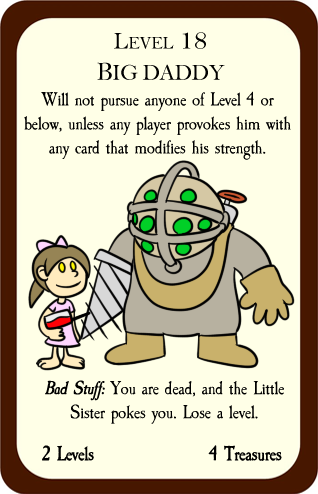 LEVEL 18
BIG DADDY
Will not pursue anyone of Level 4 or
below, unless any player provokes him with
any card that modifies his strength.
Bad Stuff: You are dead, and the Little
Sister pokes you. Lose a level.
2 Levels 4 Treasures